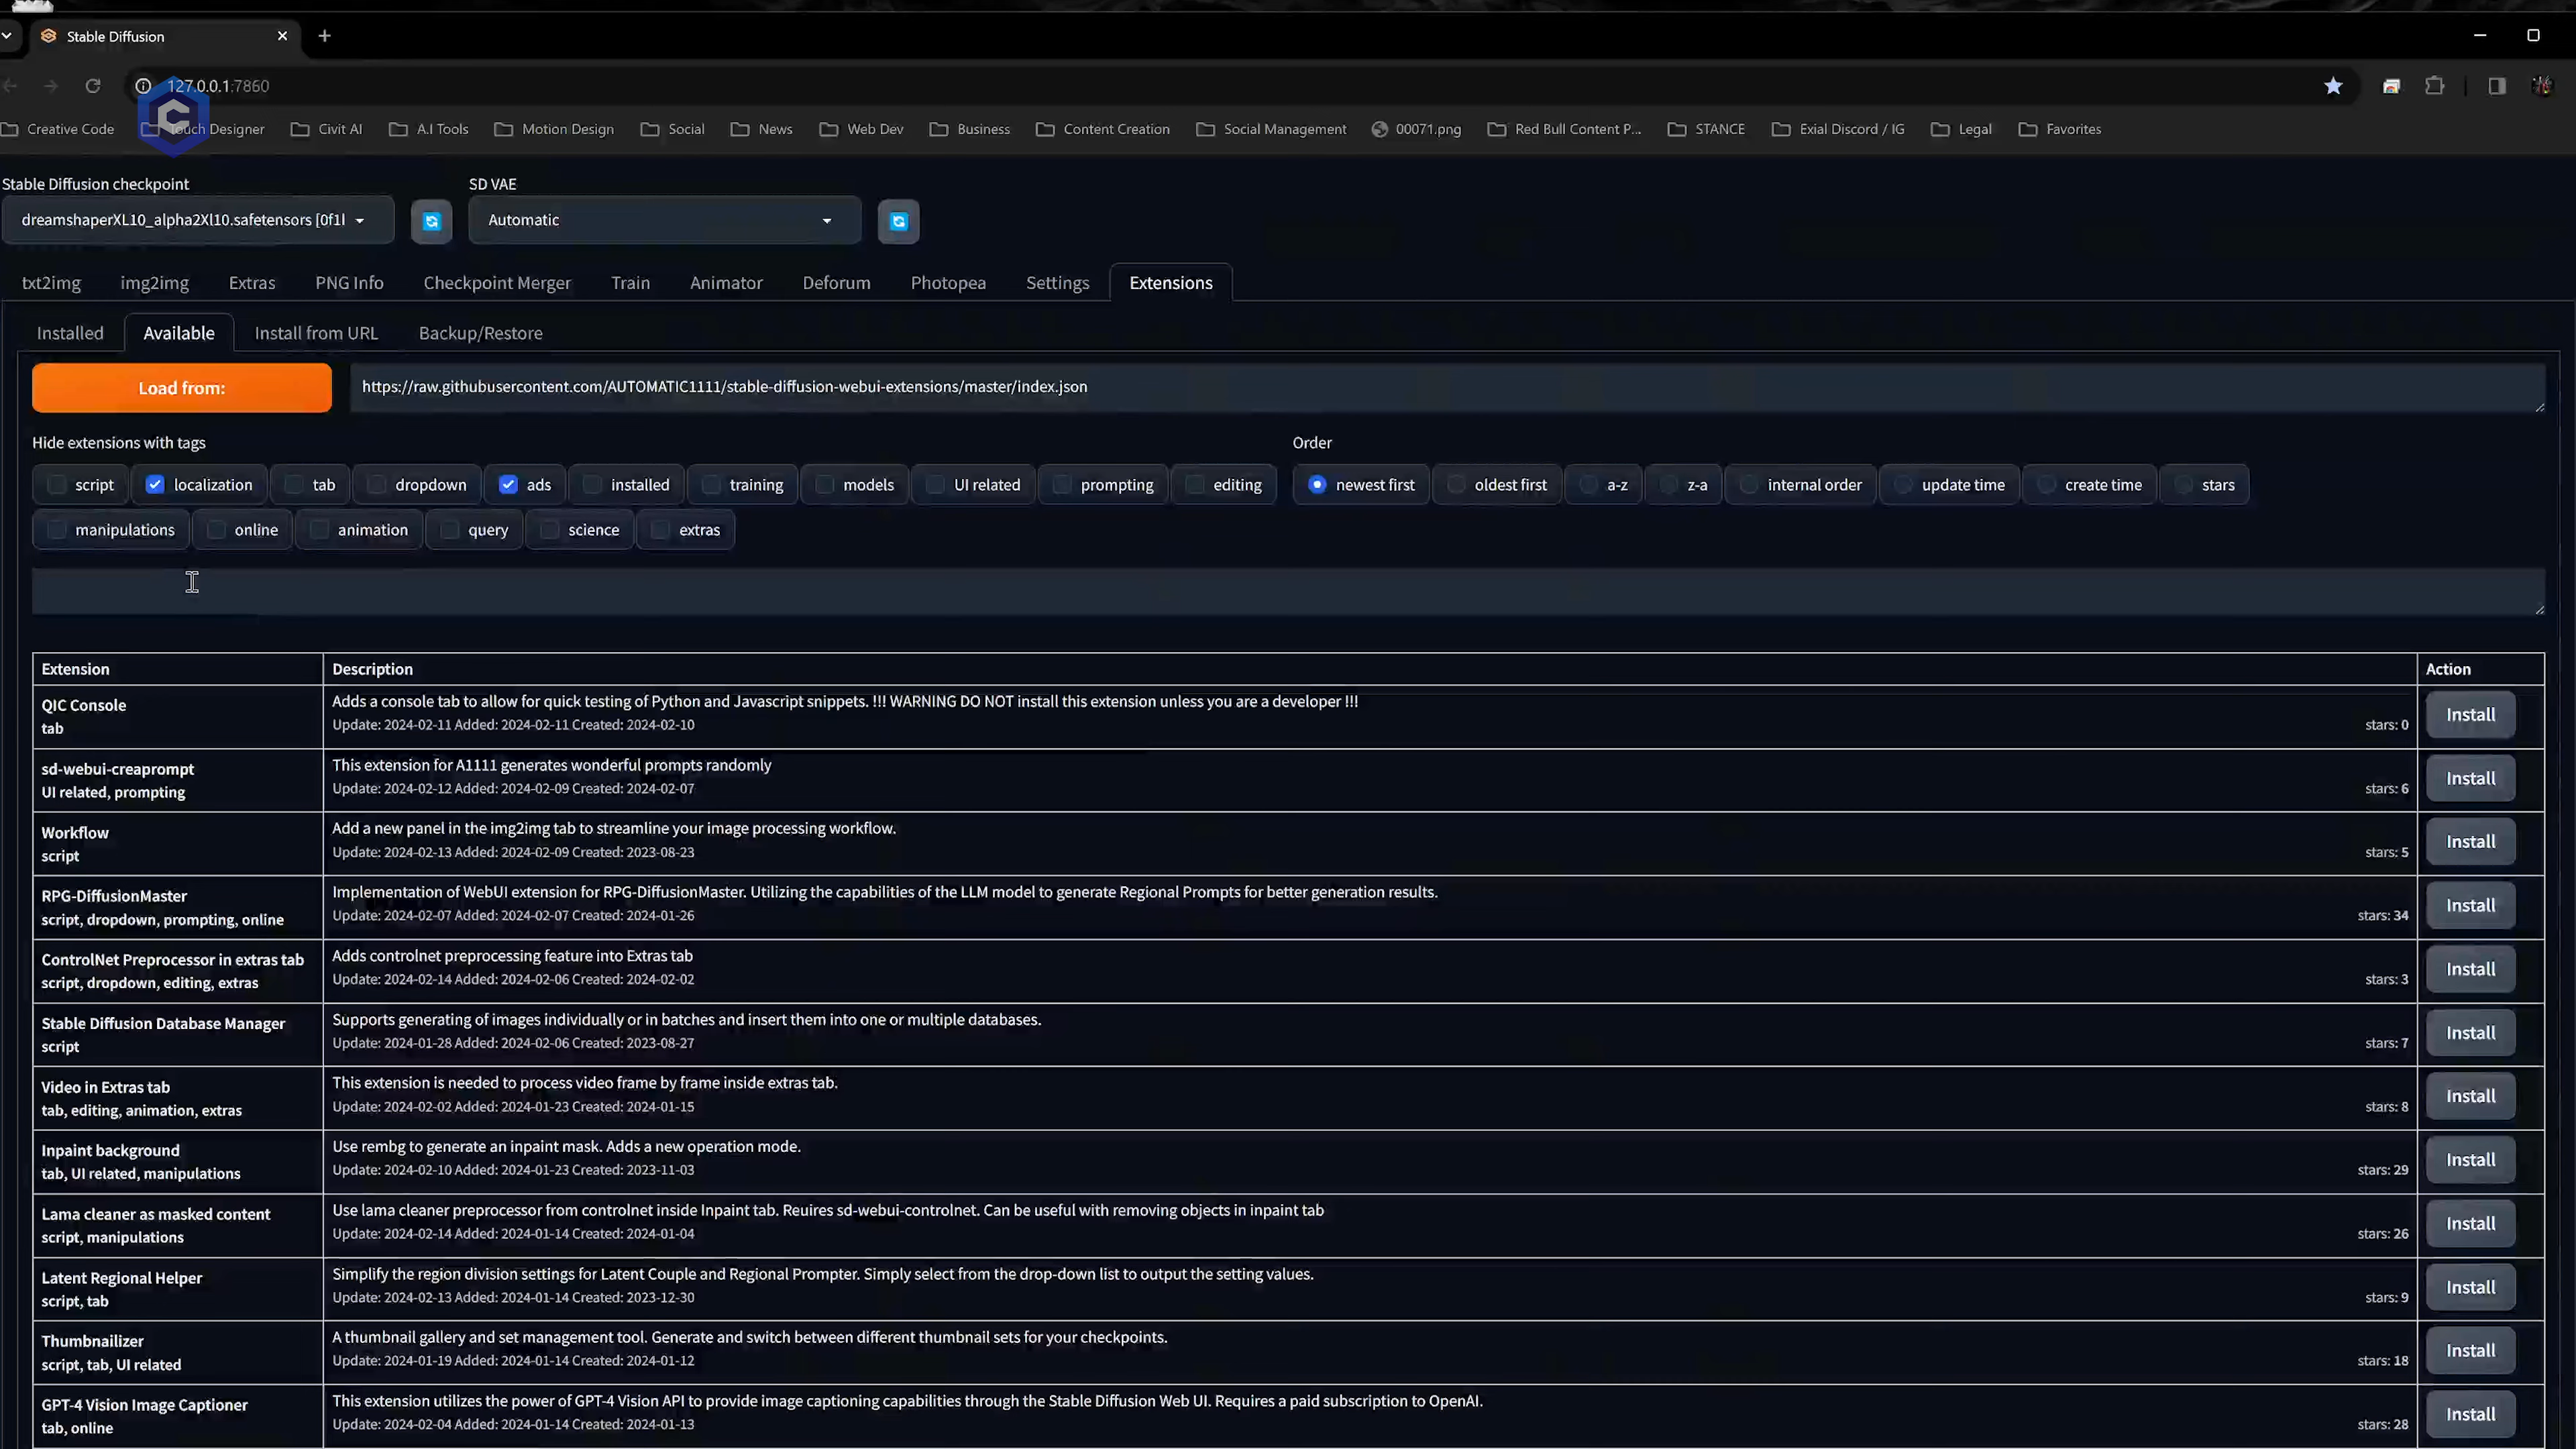 Stable Diffusion
127.0.0.1:7860
Creative Code Touch Designer Civit AI A.I Tools Motion Design Social News Web Dev Business Content Creation Social Management 00071.png Red Bull Content P... STANCE Exial Discord / IG Legal Favorites
Stable Diffusion checkpoint SD VAE
dreamshaperXL10_alpha2Xl10.safetensors [0f1l Automatic
txt2img img2img Extras PNG Info Checkpoint Merger Train Animator Deforum Photopea Settings Extensions
Installed Available Install from URL Backup/Restore
Load from: https://raw.githubusercontent.com/AUTOMATIC1111/stable-diffusion-webui-extensions/master/index.json
Hide extensions with tags Order
script localization tab dropdown ads installed training models UI related prompting editing newest first oldest first a-z z-a internal order update time create time stars
manipulations online animation query science extras
Extension Description Action
QIC Console Adds a console tab to allow for quick testing of Python and Javascript snippets. !!! WARNING DO NOT install this extension unless you are a developer !!! Install
tab Update: 2024-02-11 Added: 2024-02-11 Created: 2024-02-10 stars: 0
sd-webui-creaprompt This extension for A1111 generates wonderful prompts randomly Install
UI related, prompting Update: 2024-02-12 Added: 2024-02-09 Created: 2024-02-07 stars: 6
Workflow Add a new panel in the img2img tab to streamline your image processing workflow. Install
script Update: 2024-02-13 Added: 2024-02-09 Created: 2023-08-23 stars: 5
RPG-DiffusionMaster Implementation of WebUI extension for RPG-DiffusionMaster. Utilizing the capabilities of the LLM model to generate Regional Prompts for better generation results. Install
script, dropdown, prompting, online Update: 2024-02-07 Added: 2024-02-07 Created: 2024-01-26 stars: 34
ControlNet Preprocessor in extras tab Adds controlnet preprocessing feature into Extras tab Install
script, dropdown, editing, extras Update: 2024-02-14 Added: 2024-02-06 Created: 2024-02-02 stars: 3
Stable Diffusion Database Manager Supports generating of images individually or in batches and insert them into one or multiple databases. Install
script Update: 2024-01-28 Added: 2024-02-06 Created: 2023-08-27 stars: 7
Video in Extras tab This extension is needed to process video frame by frame inside extras tab. Install
tab, editing, animation, extras Update: 2024-02-02 Added: 2024-01-23 Created: 2024-01-15 stars: 8
Inpaint background Use rembg to generate an inpaint mask. Adds a new operation mode. Install
tab, UI related, manipulations Update: 2024-02-10 Added: 2024-01-23 Created: 2023-11-03 stars: 29
Lama cleaner as masked content Use lama cleaner preprocessor from controlnet inside Inpaint tab. Reuires sd-webui-controlnet. Can be useful with removing objects in inpaint tab Install
script, manipulations Update: 2024-02-14 Added: 2024-01-14 Created: 2024-01-04 stars: 26
Latent Regional Helper Simplify the region division settings for Latent Couple and Regional Prompter. Simply select from the drop-down list to output the setting values. Install
script, tab Update: 2024-02-13 Added: 2024-01-14 Created: 2023-12-30 stars: 9
Thumbnailizer A thumbnail gallery and set management tool. Generate and switch between different thumbnail sets for your checkpoints. Install
script, tab, UI related Update: 2024-01-19 Added: 2024-01-14 Created: 2024-01-12 stars: 18
GPT-4 Vision Image Captioner This extension utilizes the power of GPT-4 Vision API to provide image captioning capabilities through the Stable Diffusion Web UI. Requires a paid subscription to OpenAI. Install
tab, online Update: 2024-02-04 Added: 2024-01-14 Created: 2024-01-13 stars: 28